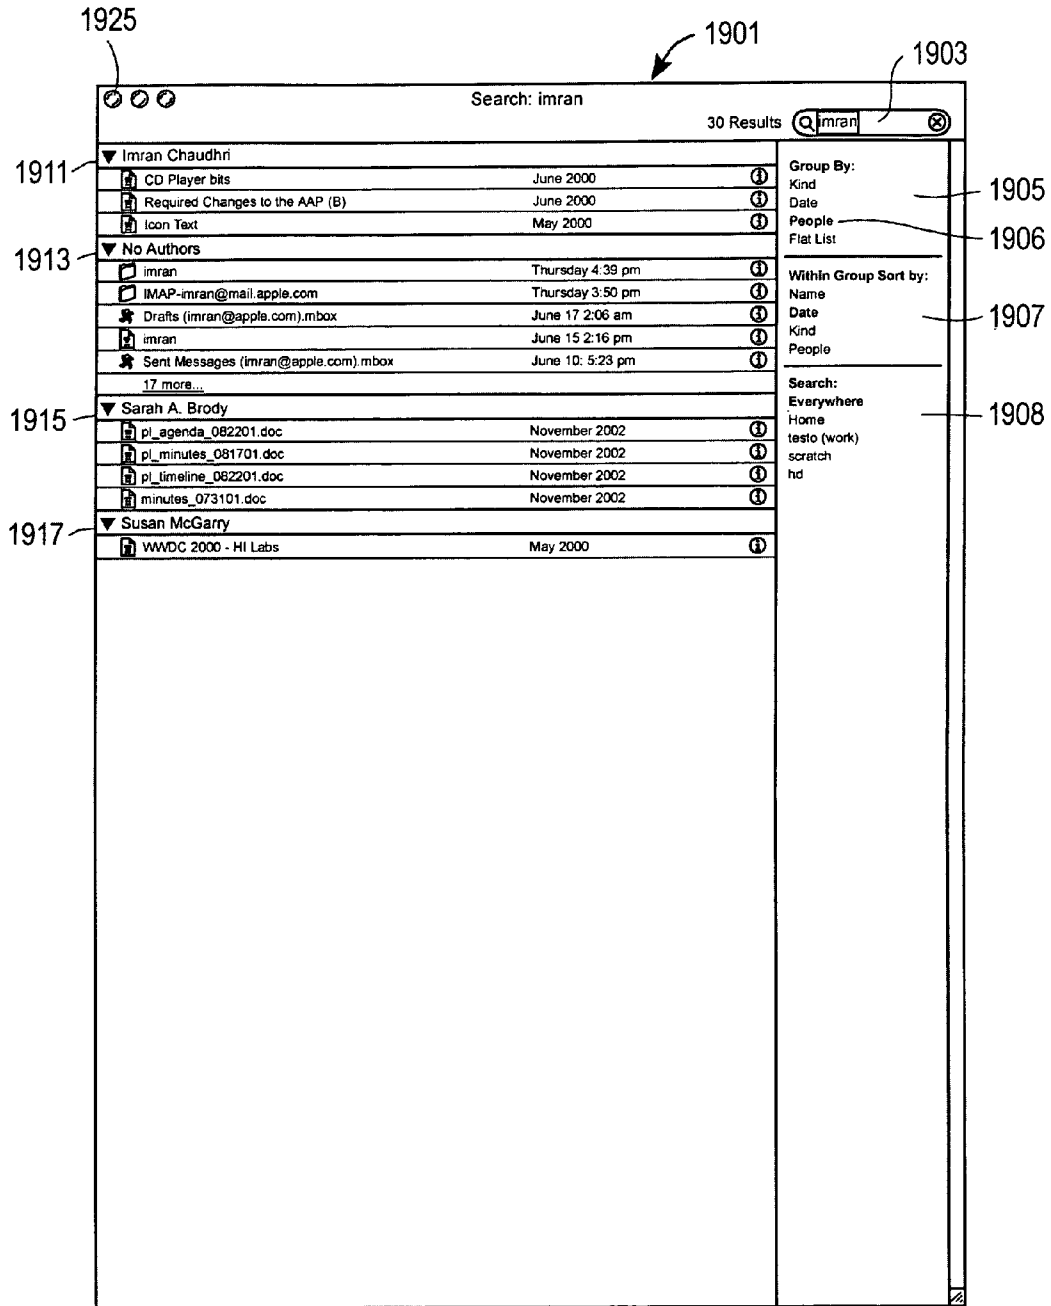 1925
1901
1903
Search: imran
30 Results
imran
1911
Imran Chaudhri
CD Player bits June 2000
Required Changes to the AAP (B) June 2000
Icon Text May 2000
1913
No Authors
imran Thursday 4:39 pm
IMAP-imran@mail.apple.com Thursday 3:50 pm
Drafts (imran@apple.com).mbox June 17 2:06 am
imran June 15 2:16 pm
Sent Messages (imran@apple.com).mbox June 10: 5:23 pm
17 more...
1915
Sarah A. Brody
pl_agenda_082201.doc November 2002
pl_minutes_081701.doc November 2002
pl_timeline_082201.doc November 2002
minutes_073101.doc November 2002
1917
Susan McGarry
WWDC 2000 - HI Labs May 2000
Group By:
Kind
Date
People
Flat List
1905
1906
Within Group Sort by:
Name
Date
Kind
People
1907
Search:
Everywhere
Home
testo (work)
scratch
hd
1908